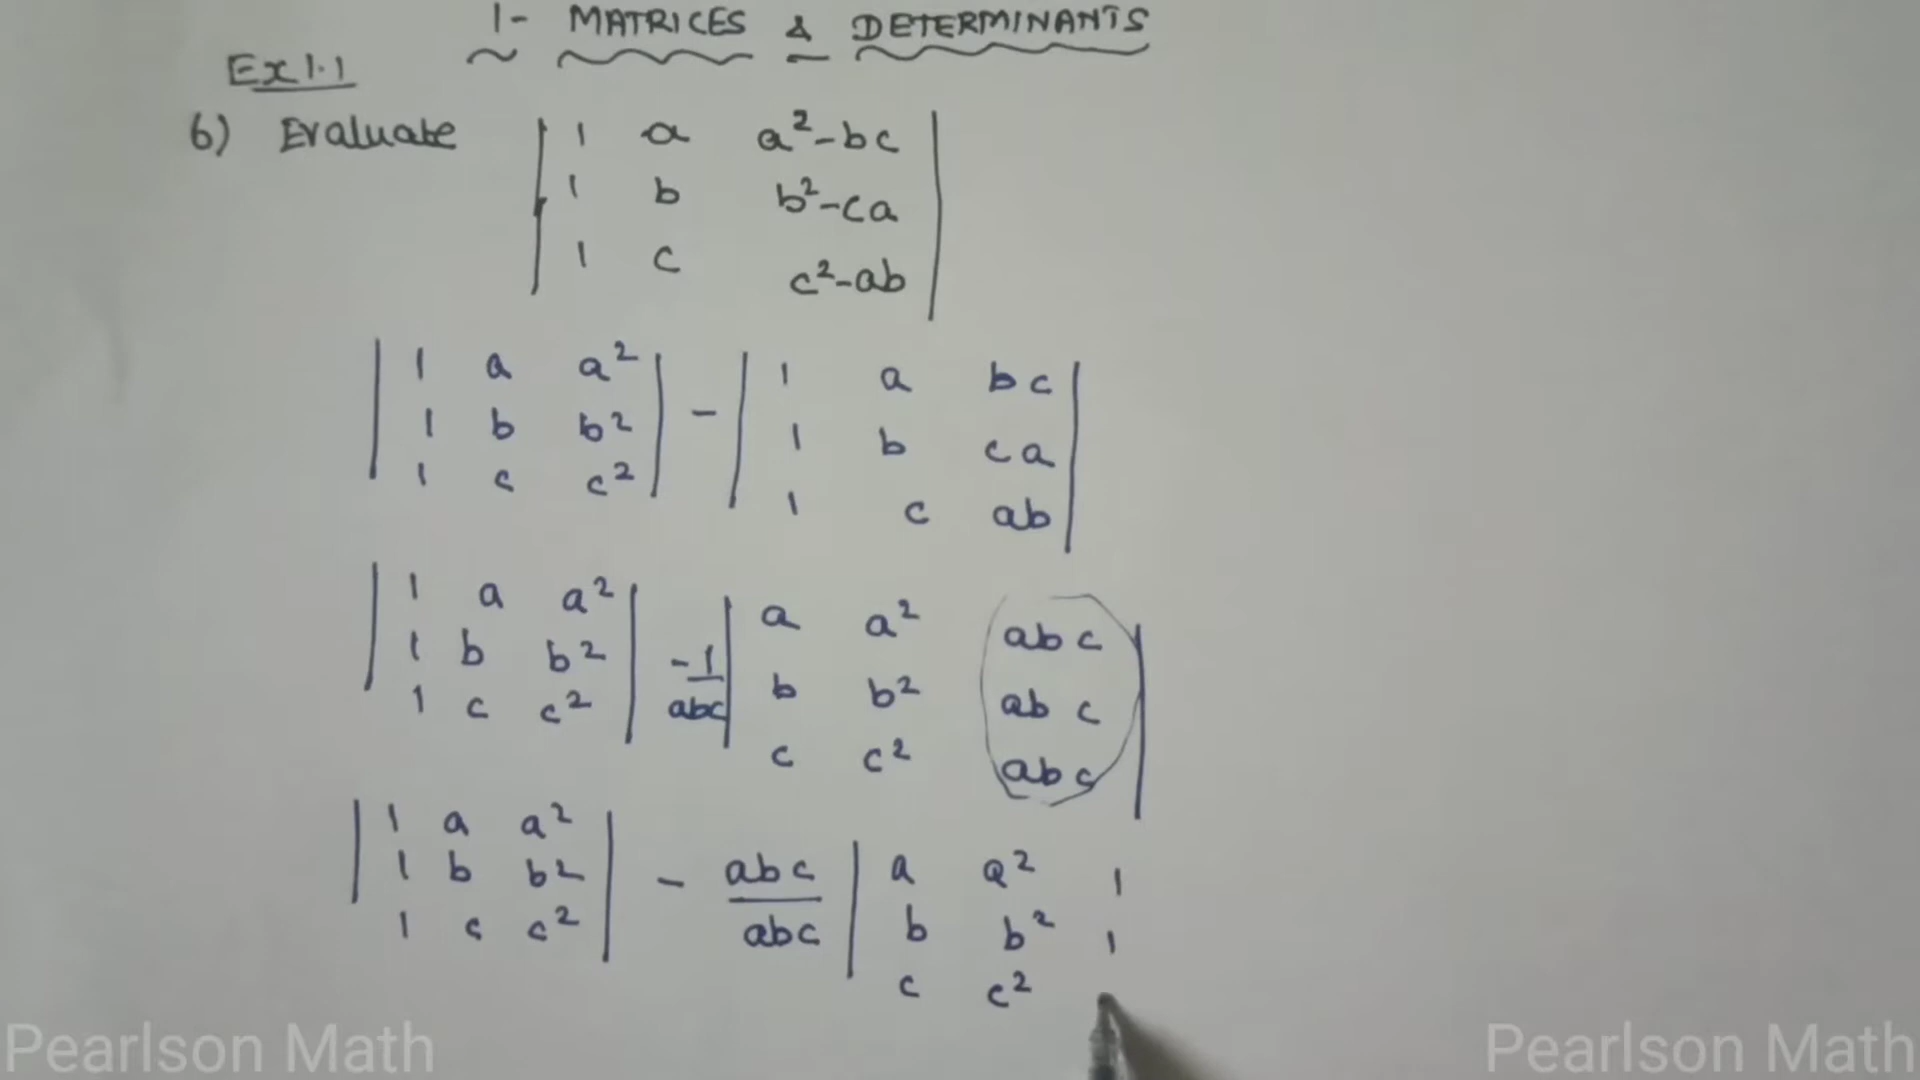 1- MATRICES & DETERMINANTS
Ex 1.1
6) Evaluate | 1 a a²-bc |
| 1 b b²-ca |
| 1 c c²-ab |
| 1 a a² | - | 1 a bc |
| 1 b b² | | 1 b ca |
| 1 c c² | | 1 c ab |
| 1 a a² | -1/abc | a a² abc |
| 1 b b² | | b b² abc |
| 1 c c² | | c c² abc |
| 1 a a² | - abc/abc | a a² 1
| 1 b b² | | b b² 1
| 1 c c² | | c c²
Pearlson Math Pearlson Math